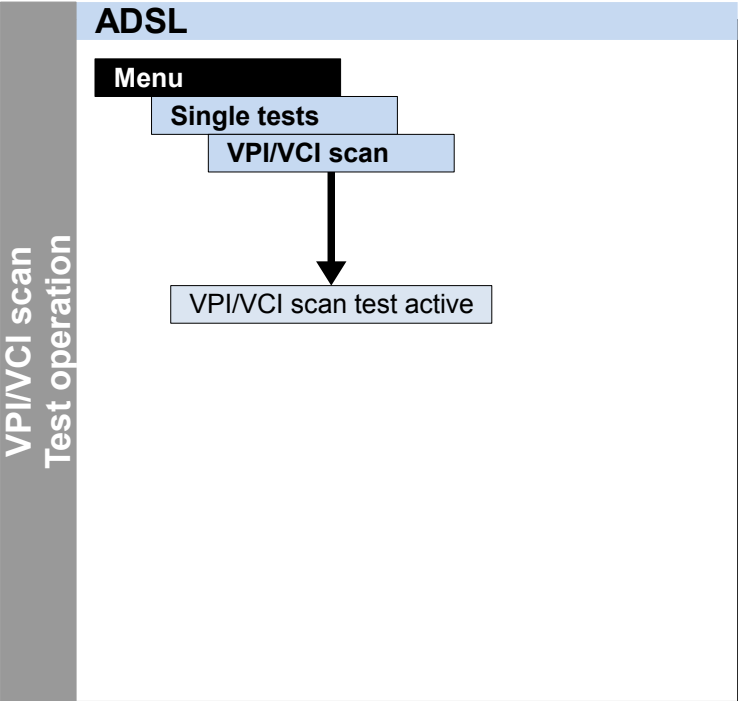 ADSL
Menu
Single tests
VPI/VCI scan
VPI/VCI scan test active
VPI/VCI scan
Test operation